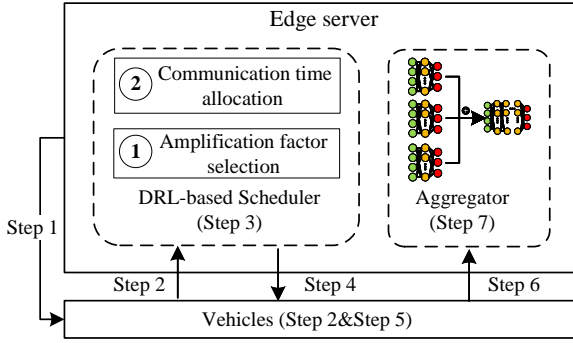 Edge server
2
Communication time
allocation
1
Amplification factor
selection
DRL-based Scheduler
(Step 3)
Aggregator
(Step 7)
Step 1
Step 2
Step 4
Step 6
Vehicles (Step 2&Step 5)